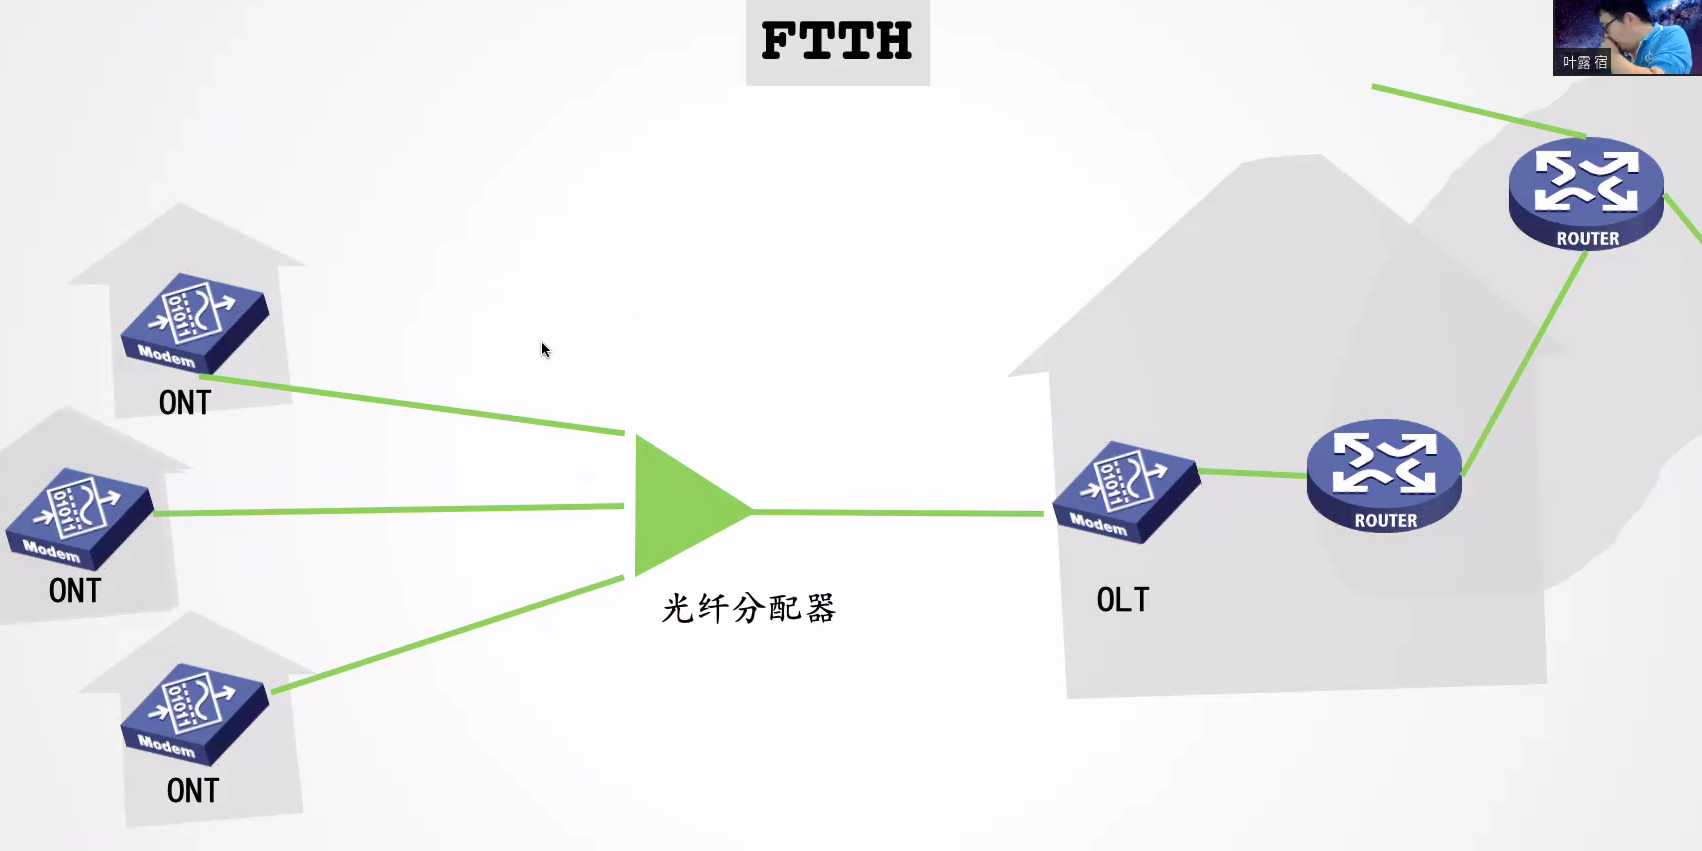 FTTH
叶露 宿
ROUTER
Modem
ONT
Modem
ONT
Modem
ONT
光纤分配器
Modem
OLT
ROUTER